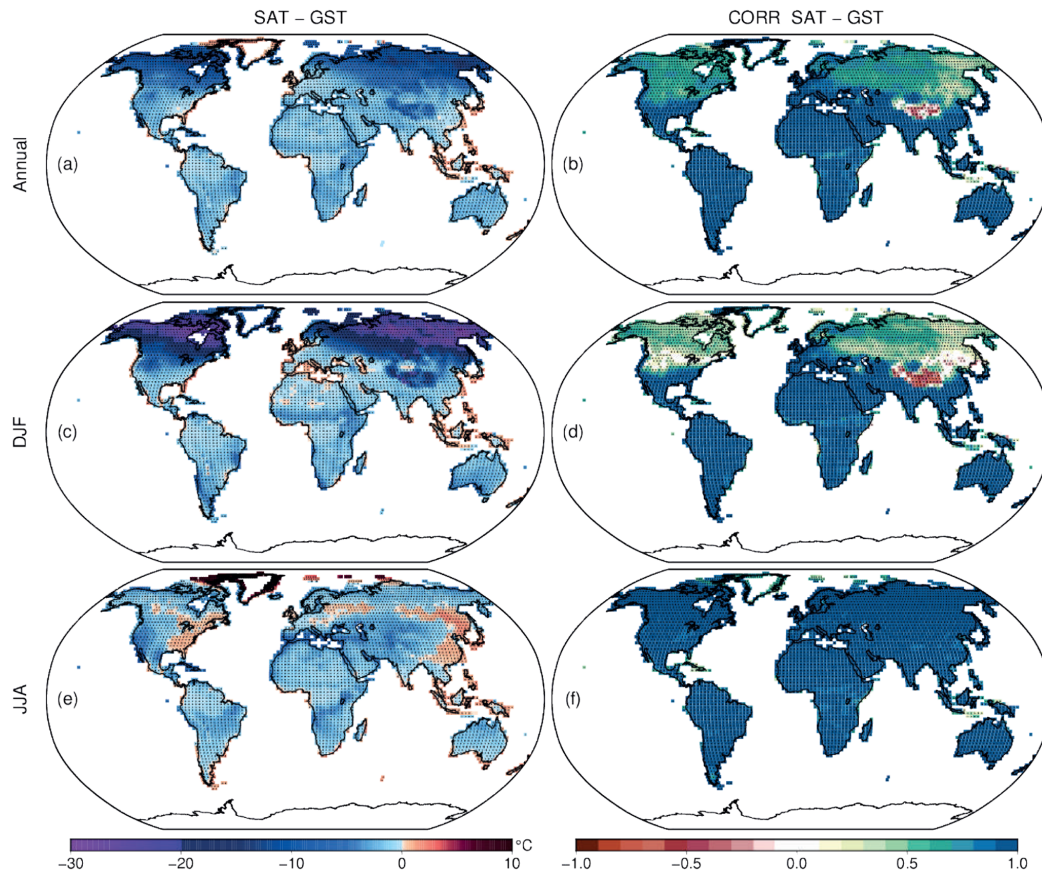 SAT – GST
CORR SAT – GST
Annual
(a)
(b)
DJF
(c)
(d)
JJA
(e)
(f)
°C
−30 −20 −10 0 10
−1.0 −0.5 0.0 0.5 1.0